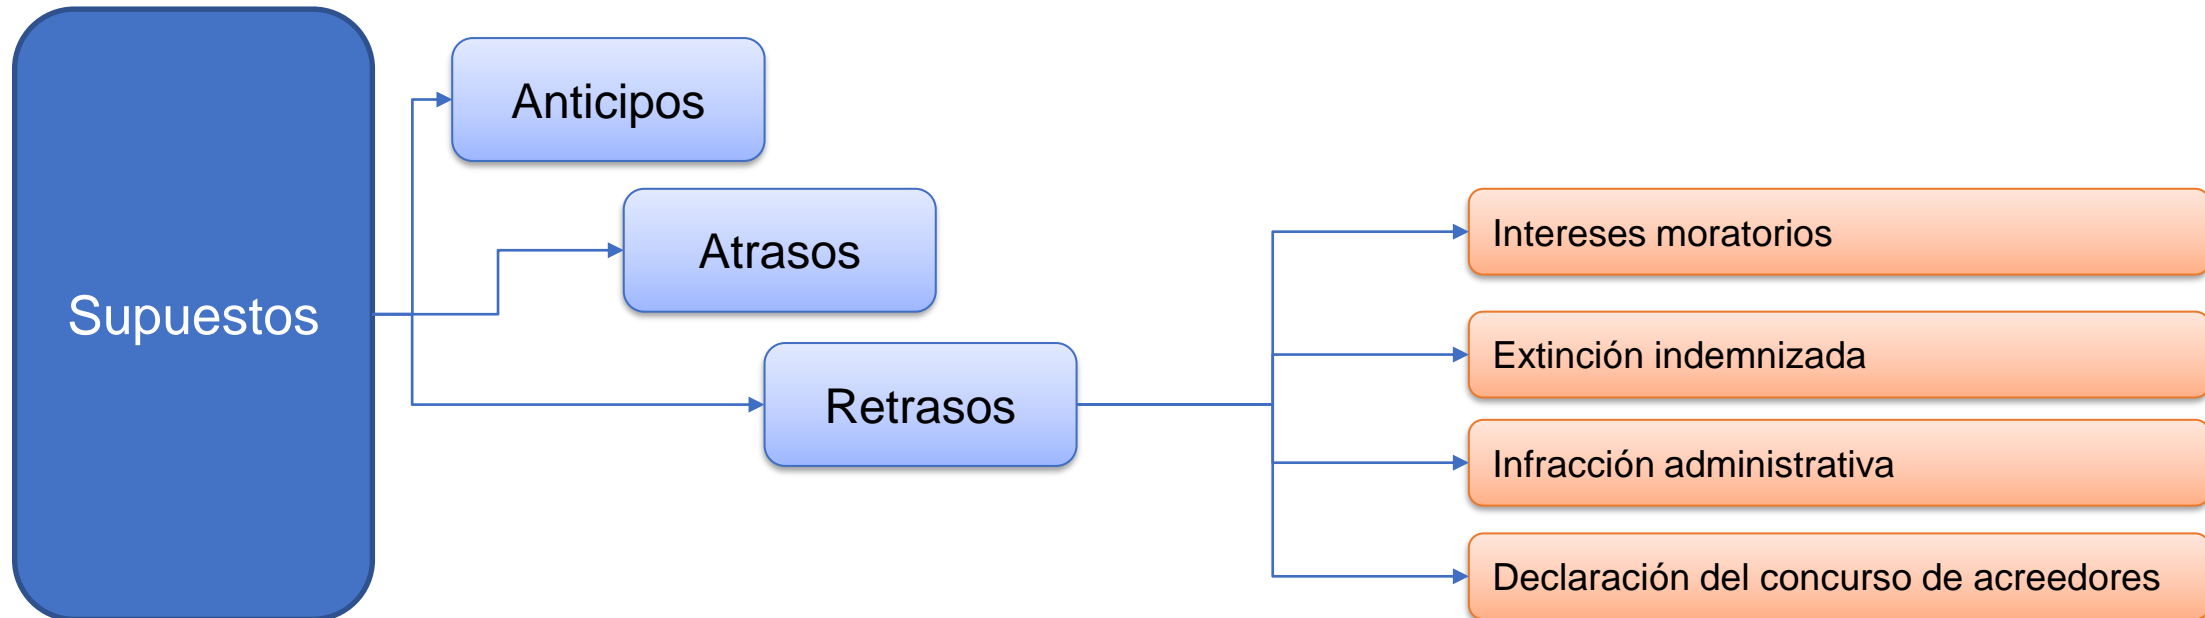 Supuestos
Anticipos
Atrasos
Retrasos
Intereses moratorios
Extinción indemnizada
Infracción administrativa
Declaración del concurso de acreedores